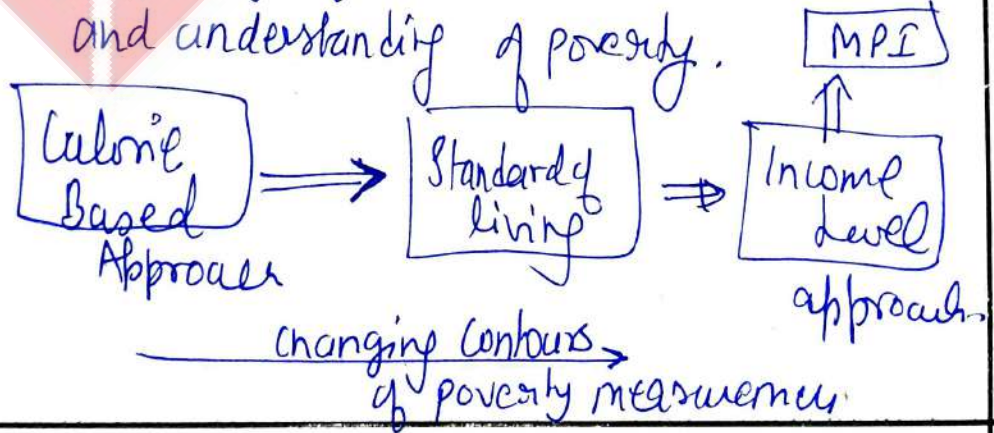 and understanding of poverty.
MPI
Calorie
Based
Approach
Standard of
living
Income
Level
approach
Changing Contours
of poverty measurement